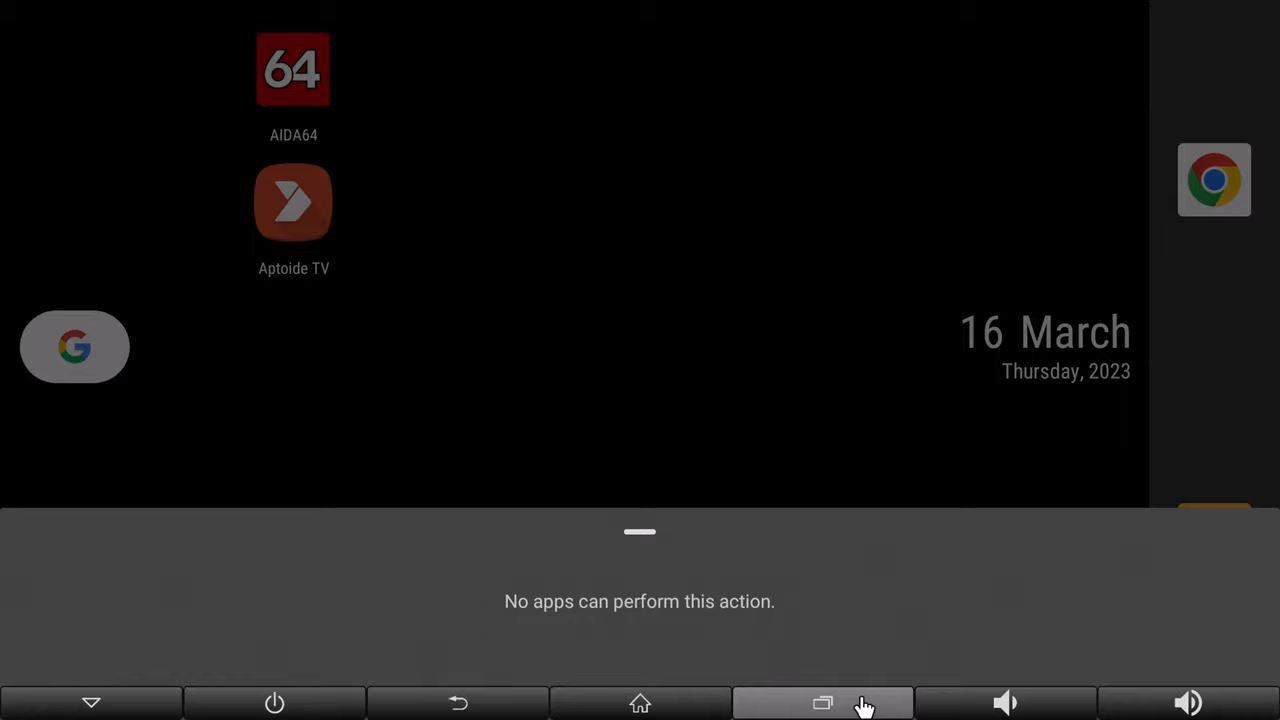 64
AIDA64
Aptoide TV
G
16 March
Thursday, 2023
No apps can perform this action.